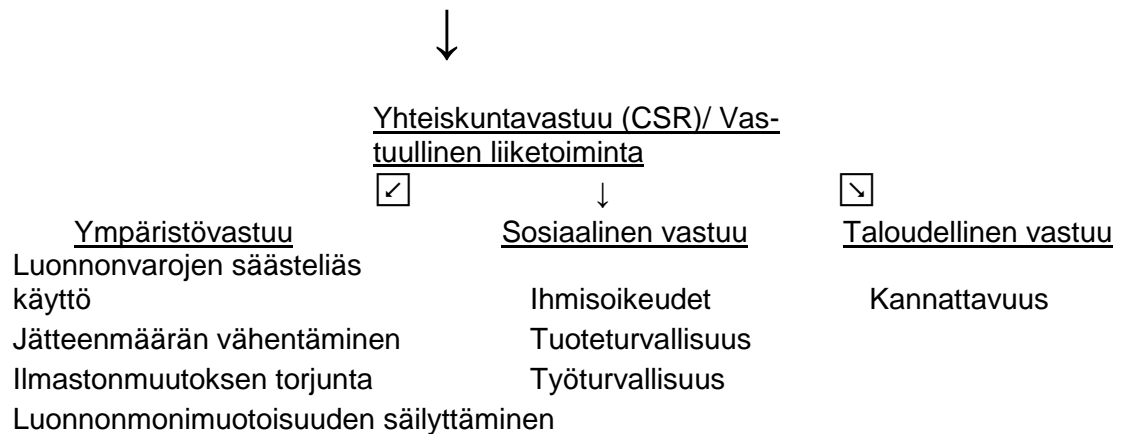 ↓
Yhteiskuntavastuu (CSR)/ Vas-
tuullinen liiketoiminta
↙ ↓ ↘
Ympäristövastuu Sosiaalinen vastuu Taloudellinen vastuu
Luonnonvarojen säästeliäs
käyttö Ihmisoikeudet Kannattavuus
Jätteenmäärän vähentäminen Tuoteturvallisuus
Ilmastonmuutoksen torjunta Työturvallisuus
Luonnonmonimuotoisuuden säilyttäminen